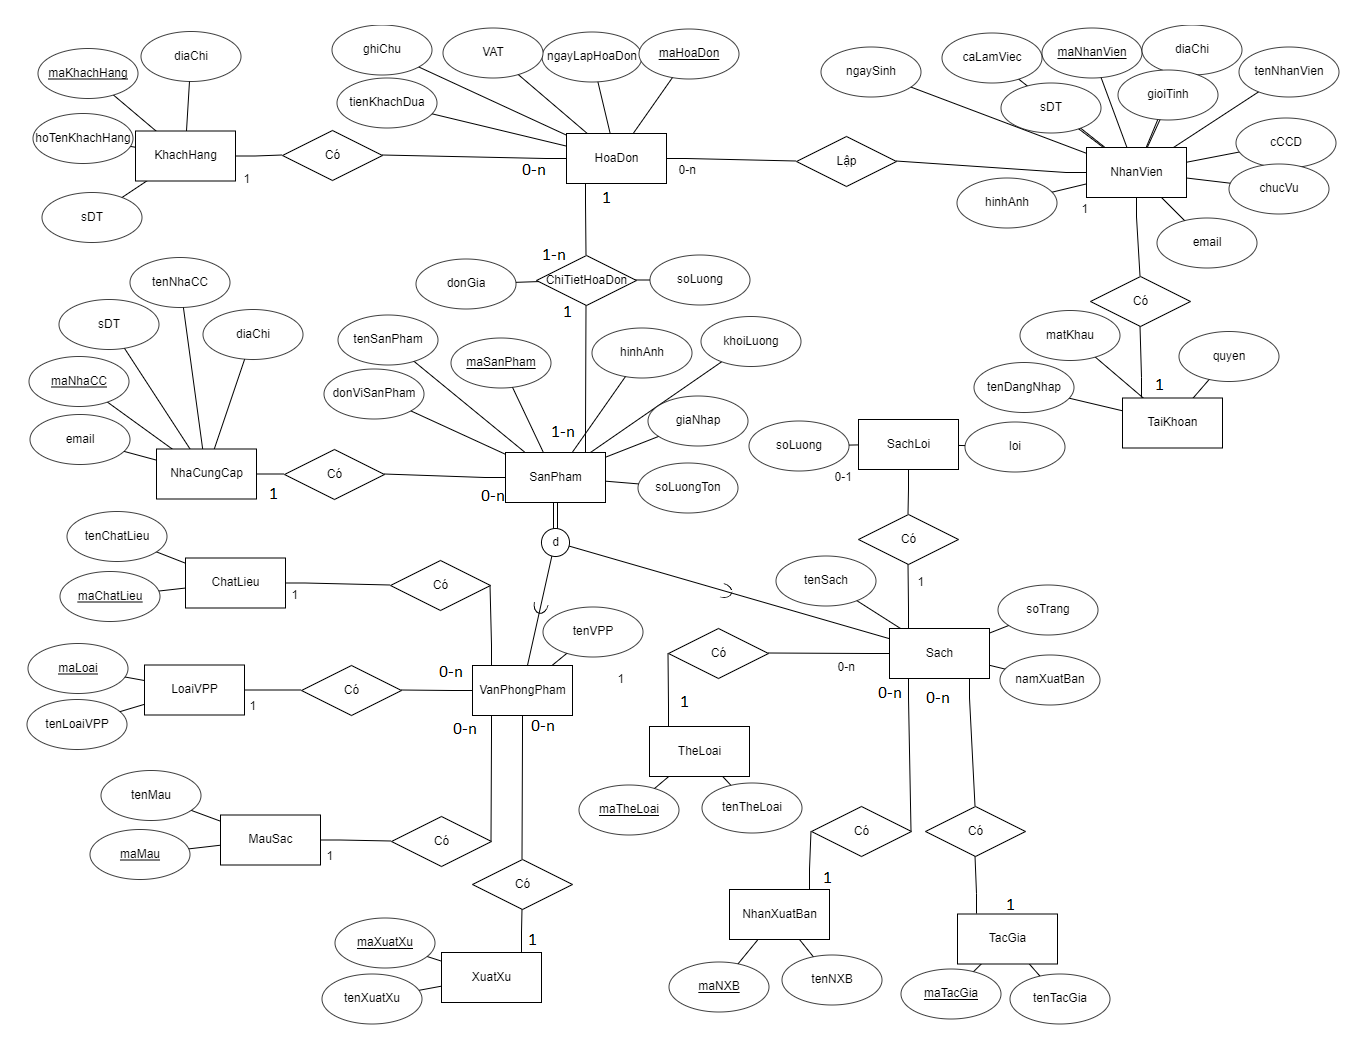 ghiChu
VAT
ngayLapHoaDon
maHoaDon
diaChi
maKhachHang
tienKhachDua
hoTenKhachHang
KhachHang
sDT
1
Có
0-n
HoaDon
1
0-n
Lập
ngaySinh
caLamViec
maNhanVien
diaChi
tenNhanVien
sDT
gioiTinh
cCCD
chucVu
NhanVien
hinhAnh
1
email
Có
matKhau
quyen
tenDangNhap
1
TaiKhoan
1-n
ChiTietHoaDon
donGia
soLuong
1
tenNhaCC
sDT
diaChi
maNhaCC
email
NhaCungCap
1
Có
0-n
tenSanPham
maSanPham
hinhAnh
khoiLuong
donViSanPham
giaNhap
1-n
SanPham
soLuongTon
d
soLuong
SachLoi
loi
0-1
Có
1
tenChatLieu
maChatLieu
ChatLieu
1
Có
0-n
tenVPP
1
maLoai
tenLoaiVPP
LoaiVPP
1
Có
VanPhongPham
0-n
0-n
tenMau
maMau
MauSac
1
Có
Có
1
maXuatXu
tenXuatXu
XuatXu
tenSach
soTrang
Sach
namXuatBan
Có
0-n
1
TheLoai
maTheLoai
tenTheLoai
0-n
0-n
Có
1
NhanXuatBan
maNXB
tenNXB
Có
1
TacGia
maTacGia
tenTacGia